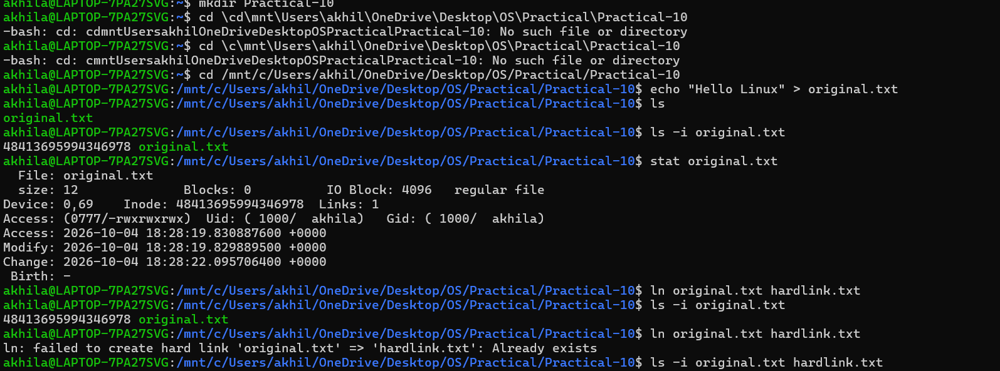 akhila@LAPTOP-7PA27SVG:~$ mkdir Practical-10
akhila@LAPTOP-7PA27SVG:~$ cd \cd\mnt\Users\akhil\OneDrive\Desktop\OS\Practical\Practical-10
-bash: cd: cdmntUsersakhilOneDriveDesktopOSPracticalPractical-10: No such file or directory
akhila@LAPTOP-7PA27SVG:~$ cd \c\mnt\Users\akhil\OneDrive\Desktop\OS\Practical\Practical-10
-bash: cd: cmntUsersakhilOneDriveDesktopOSPracticalPractical-10: No such file or directory
akhila@LAPTOP-7PA27SVG:~$ cd /mnt/c/Users/akhil/OneDrive/Desktop/OS/Practical/Practical-10
akhila@LAPTOP-7PA27SVG:/mnt/c/Users/akhil/OneDrive/Desktop/OS/Practical/Practical-10$ echo "Hello Linux" > original.txt
akhila@LAPTOP-7PA27SVG:/mnt/c/Users/akhil/OneDrive/Desktop/OS/Practical/Practical-10$ ls
original.txt
akhila@LAPTOP-7PA27SVG:/mnt/c/Users/akhil/OneDrive/Desktop/OS/Practical/Practical-10$ ls -i original.txt
48413695994346978 original.txt
akhila@LAPTOP-7PA27SVG:/mnt/c/Users/akhil/OneDrive/Desktop/OS/Practical/Practical-10$ stat original.txt
  File: original.txt
  size: 12              Blocks: 0          IO Block: 4096   regular file
Device: 0,69    Inode: 48413695994346978  Links: 1
Access: (0777/-rwxrwxrwx)  Uid: ( 1000/  akhila)   Gid: ( 1000/  akhila)
Access: 2026-10-04 18:28:19.830887600 +0000
Modify: 2026-10-04 18:28:19.829889500 +0000
Change: 2026-10-04 18:28:22.095706400 +0000
 Birth: -
akhila@LAPTOP-7PA27SVG:/mnt/c/Users/akhil/OneDrive/Desktop/OS/Practical/Practical-10$ ln original.txt hardlink.txt
akhila@LAPTOP-7PA27SVG:/mnt/c/Users/akhil/OneDrive/Desktop/OS/Practical/Practical-10$ ls -i original.txt
48413695994346978 original.txt
akhila@LAPTOP-7PA27SVG:/mnt/c/Users/akhil/OneDrive/Desktop/OS/Practical/Practical-10$ ln original.txt hardlink.txt
ln: failed to create hard link 'original.txt' => 'hardlink.txt': Already exists
akhila@LAPTOP-7PA27SVG:/mnt/c/Users/akhil/OneDrive/Desktop/OS/Practical/Practical-10$ ls -i original.txt hardlink.txt